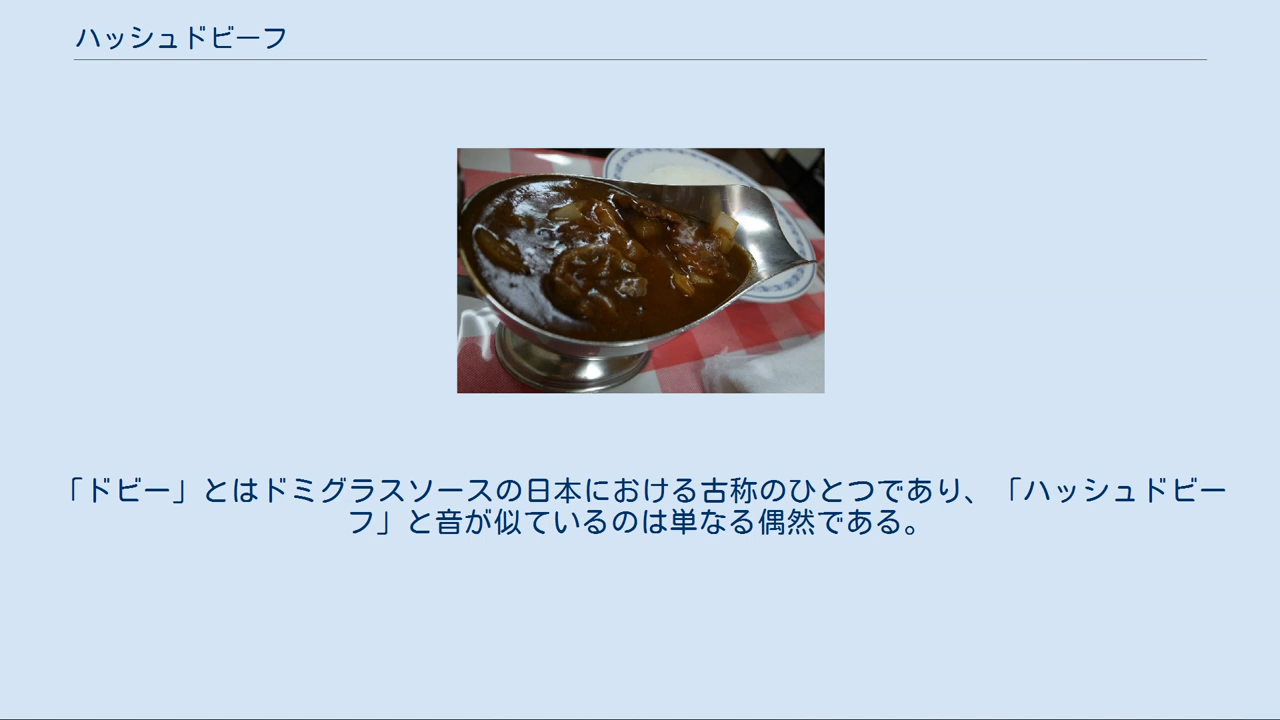 ハッシュドビーフ
「ドビー」とはドミグラスソースの日本における古称のひとつであり、「ハッシュドビー
フ」と音が似ているのは単なる偶然である。